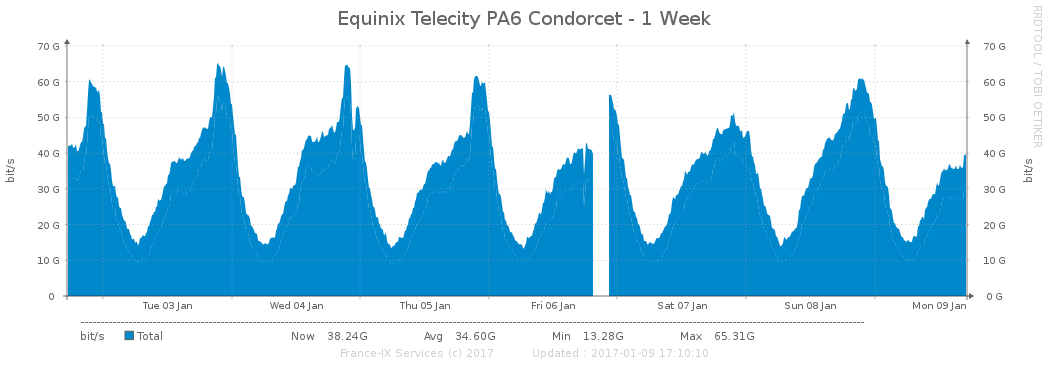 Equinix Telecity PA6 Condorcet - 1 Week
RRDTOOL / TOBI OETIKER
bit/s
70 G 70 G
60 G 60 G
50 G 50 G
40 G 40 G
30 G 30 G
20 G 20 G
10 G 10 G
0 0 G
bit/s
Tue 03 Jan Wed 04 Jan Thu 05 Jan Fri 06 Jan Sat 07 Jan Sun 08 Jan Mon 09 Jan
bit/s Total Now 38.24G Avg 34.60G Min 13.28G Max 65.31G
France-IX Services (c) 2017 Updated : 2017-01-09 17:10:10